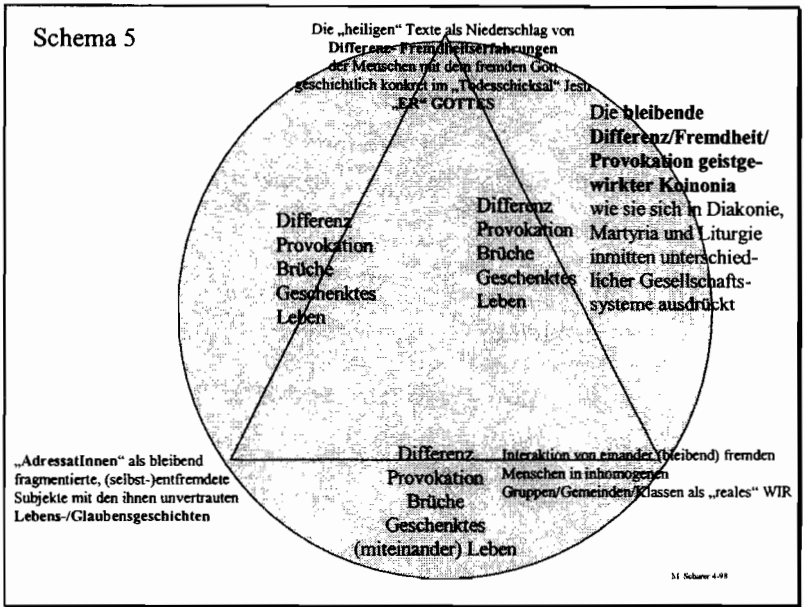 Schema 5
Die „heiligen“ Texte als Niederschlag von
Differenz-Fremdheitserfahrungen
der Menschen mit dem fremden Gott
geschichtlich konkret im „Todesschicksal“ Jesu
„ER“ GOTTES
Die bleibende
Differenz/Fremdheit/
Provokation geistge-
wirkter Koinonia
wie sie sich in Diakonie,
Martyria und Liturgie
inmitten unterschied-
licher Gesellschafts-
systeme ausdrückt
Differenz
Provokation
Brüche
Geschenktes
Leben
Differenz
Provokation
Brüche
Geschenktes
Leben
„AdressatInnen“ als bleibend
fragmentierte, (selbst-)entfremdete
Subjekte mit den ihnen unvertrauten
Lebens-/Glaubensgeschichten
Differenz
Provokation
Brüche
Geschenktes
(miteinander) Leben
Interaktion von einander (bleibend) fremden
Menschen in inhomogenen
Gruppen/Gemeinden/Klassen als „reales“ WIR
M. Scharer 4-98